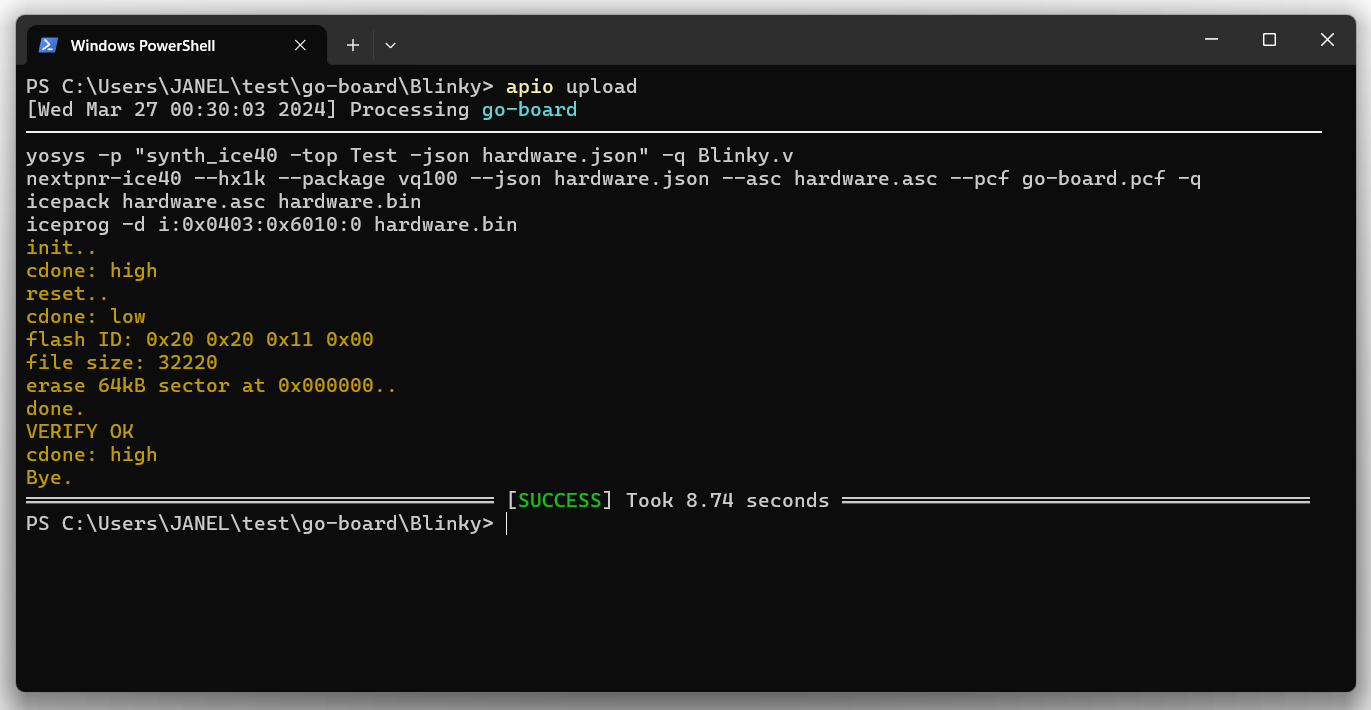 Windows PowerShell
PS C:\Users\JANEL\test\go-board\Blinky> apio upload
[Wed Mar 27 00:30:03 2024] Processing go-board
yosys -p "synth_ice40 -top Test -json hardware.json" -q Blinky.v
nextpnr-ice40 --hx1k --package vq100 --json hardware.json --asc hardware.asc --pcf go-board.pcf -q
icepack hardware.asc hardware.bin
iceprog -d i:0x0403:0x6010:0 hardware.bin
init..
cdone: high
reset..
cdone: low
flash ID: 0x20 0x20 0x11 0x00
file size: 32220
erase 64kB sector at 0x000000..
done.
VERIFY OK
cdone: high
Bye.
[SUCCESS] Took 8.74 seconds
PS C:\Users\JANEL\test\go-board\Blinky>